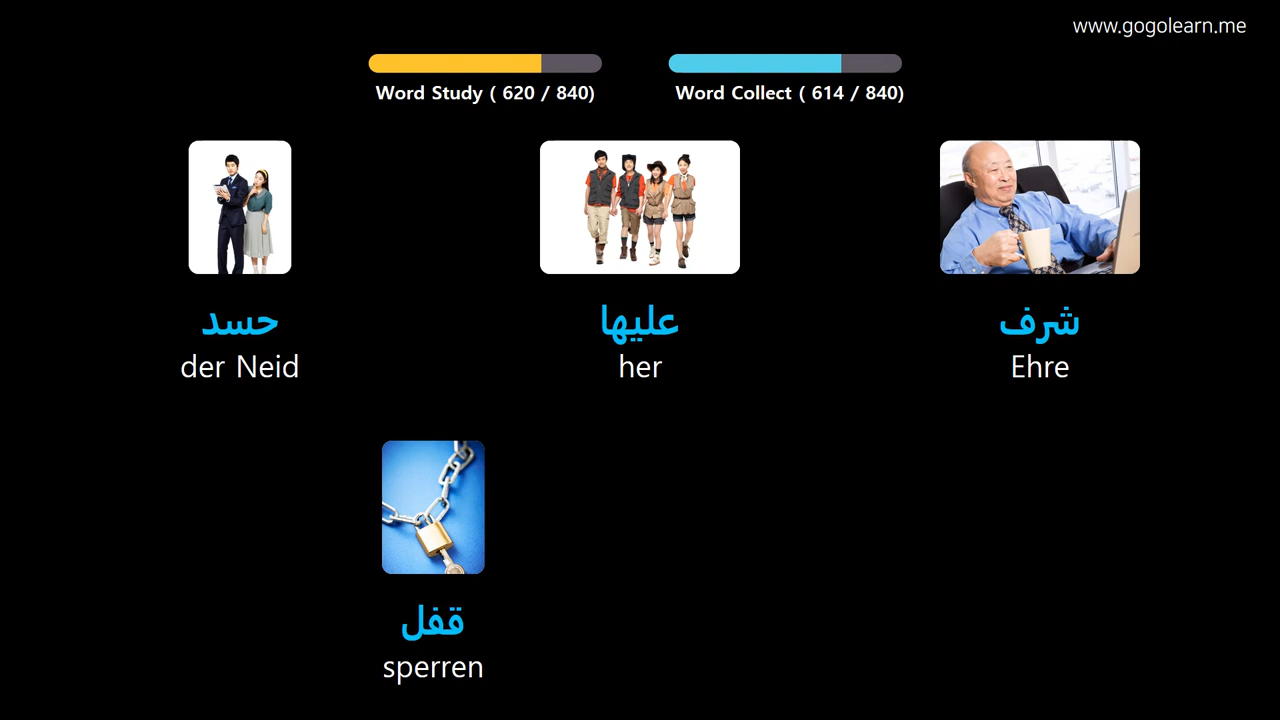 www.gogolearn.me
Word Study ( 620 / 840)
Word Collect ( 614 / 840)
حسد
der Neid
عليها
her
شرف
Ehre
قفل
sperren